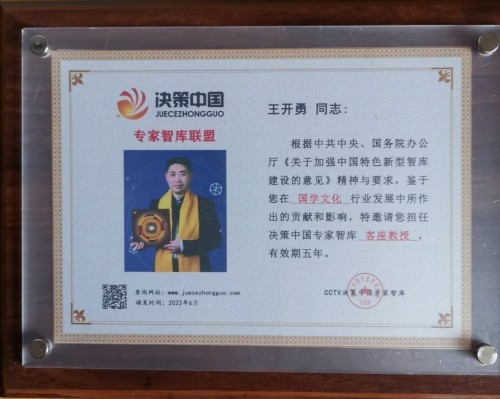 决策中国
JUECEZHONGGUO
专家智库联盟
王开勇 同志：
根据中共中央、国务院办公
厅《关于加强中国特色新型智库
建设的意见》精神与要求，鉴于
您在 国学文化 行业发展中所作
出的贡献和影响，特邀请您担任
决策中国专家智库 客座教授 ，
有效期五年。
查询网址：www.juecezhongguo.com
颁发时间：2022年6月
CCTV决策中国专家智库